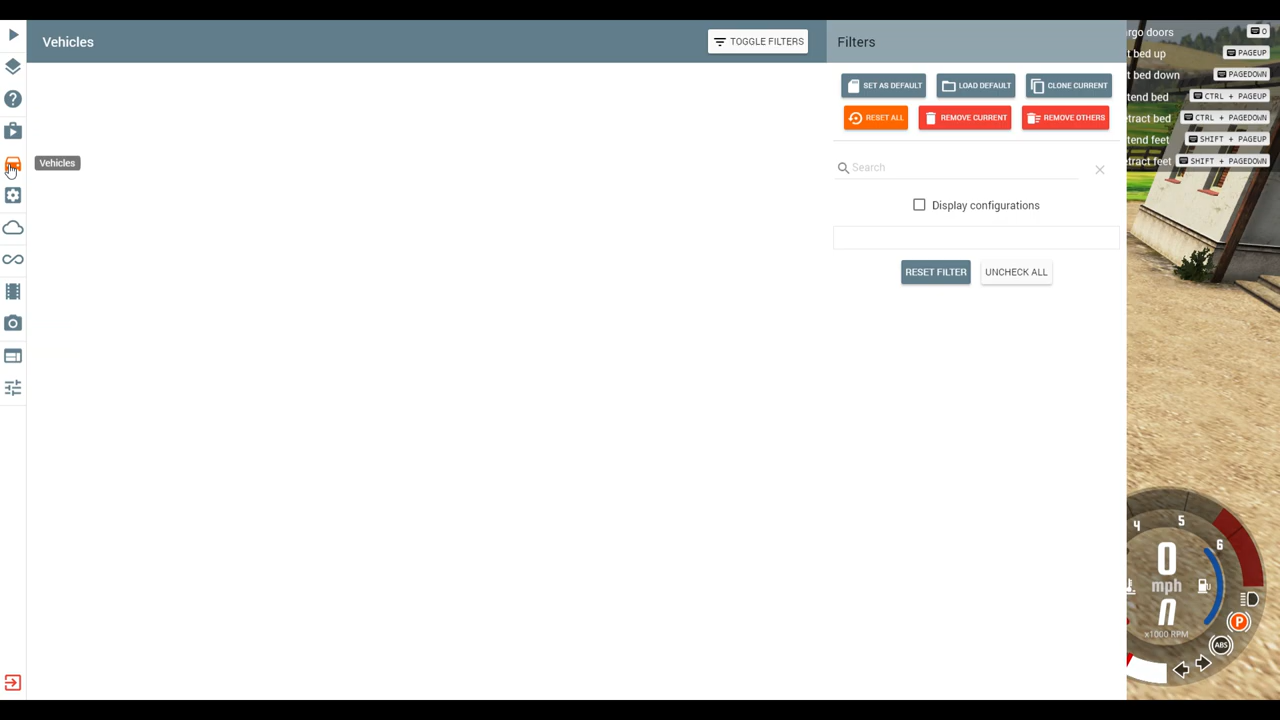 Vehicles
TOGGLE FILTERS
Filters
SET AS DEFAULT
LOAD DEFAULT
CLONE CURRENT
RESET ALL
REMOVE CURRENT
REMOVE OTHERS
Search
Display configurations
RESET FILTER
UNCHECK ALL
Vehicles
rgo doors O
t bed up PAGEUP
t bed down PAGEDOWN
tend bed CTRL + PAGEUP
etract bed CTRL + PAGEDOWN
tend feet SHIFT + PAGEUP
etract feet SHIFT + PAGEDOWN
4 5 6
0
mph
n
x1000 RPM
P
ABS